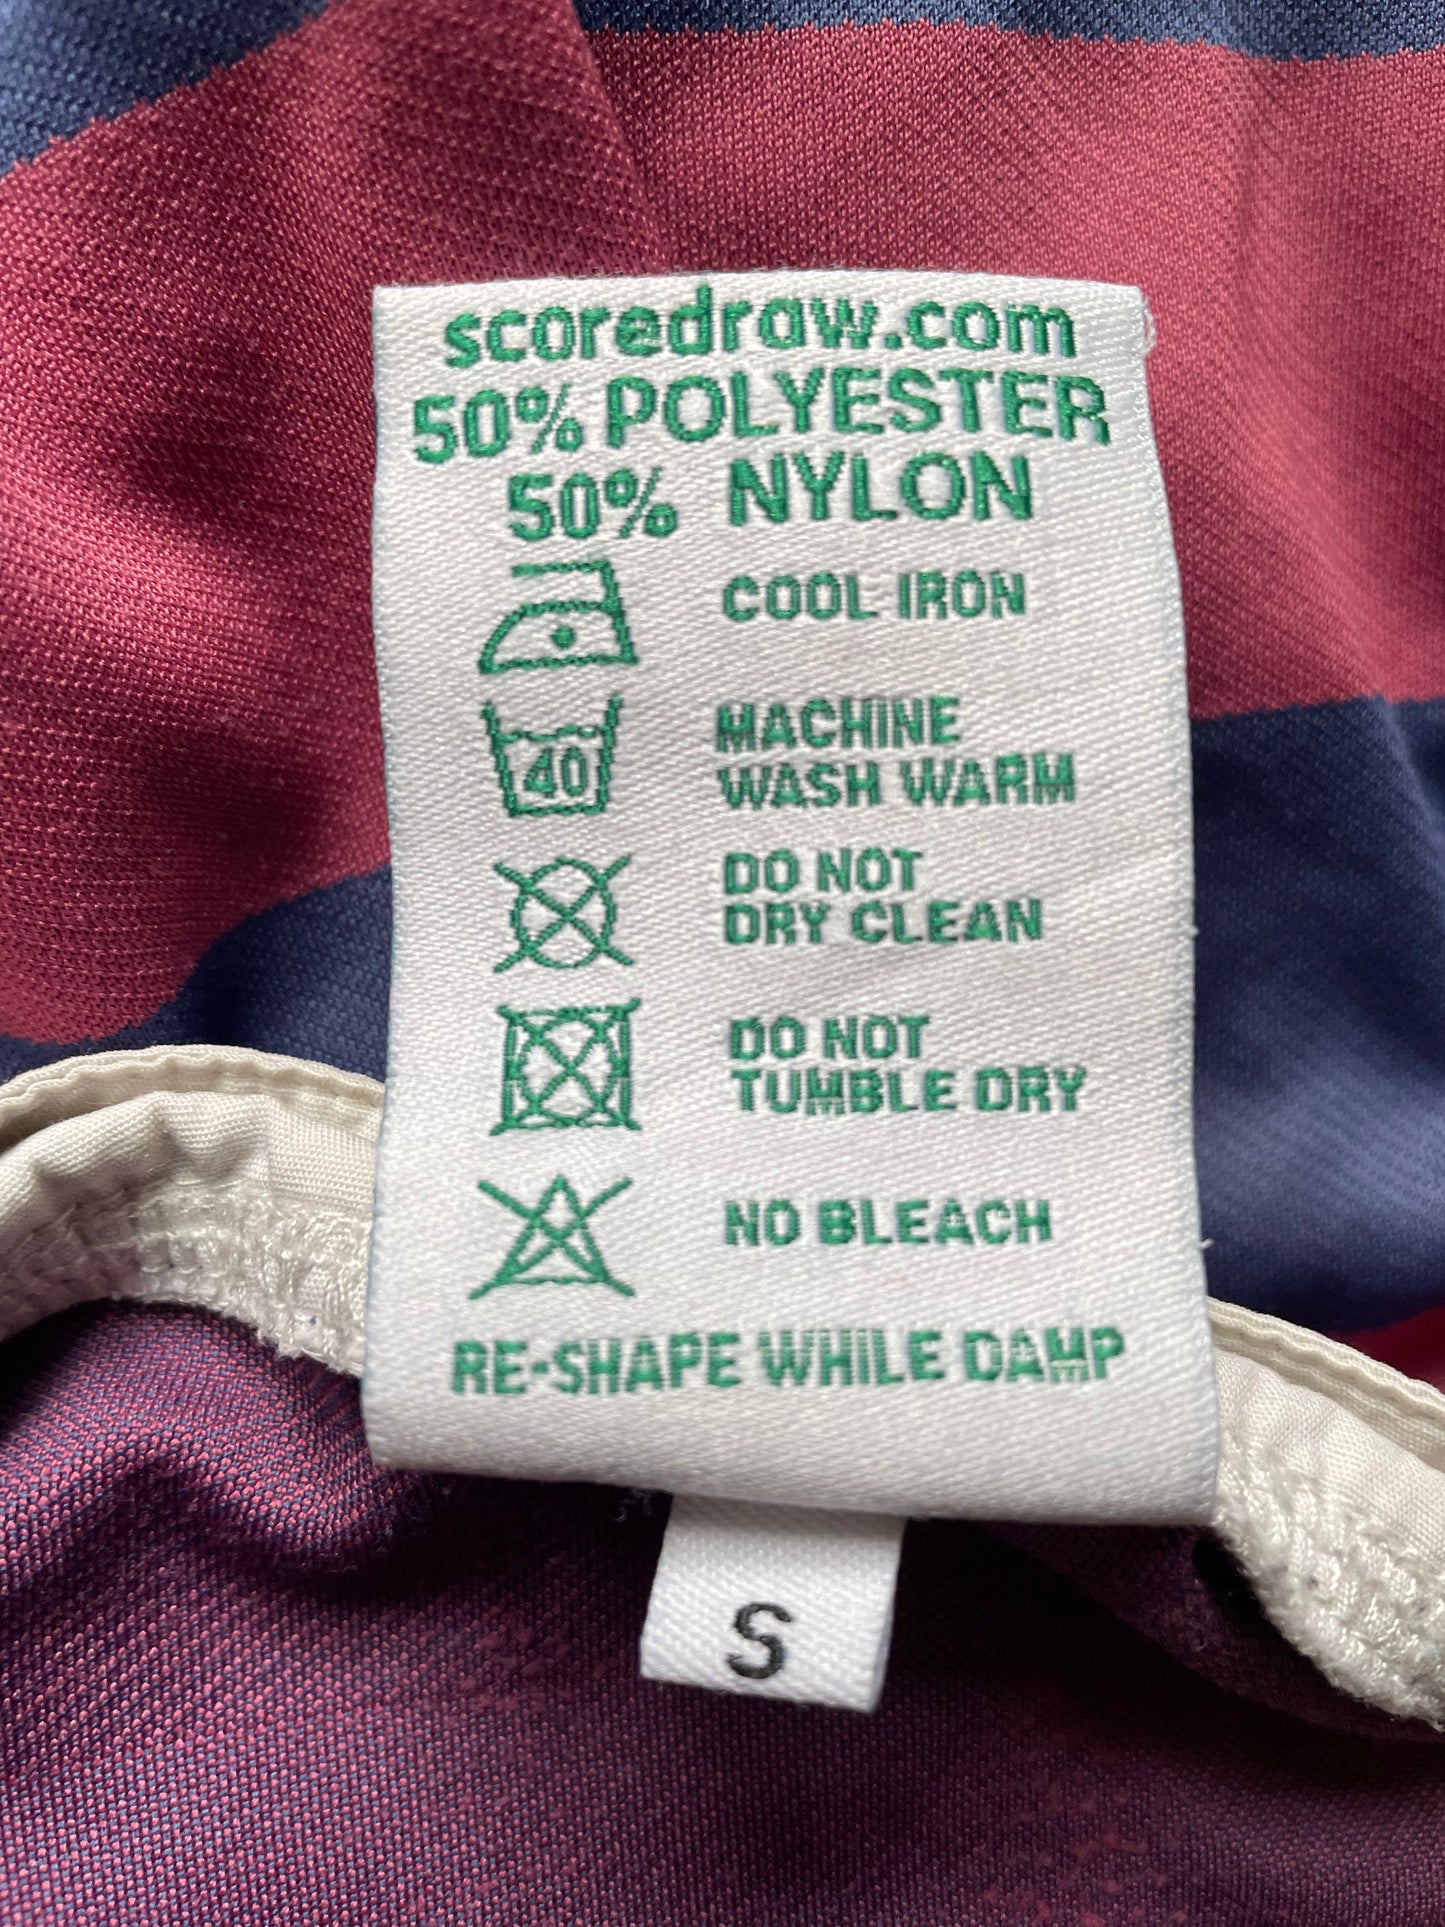 scoredraw.com
50% POLYESTER
50% NYLON
COOL IRON
MACHINE
40 WASH WARM
DO NOT
DRY CLEAN
DO NOT
TUMBLE DRY
NO BLEACH
RE-SHAPE WHILE DAMP
S